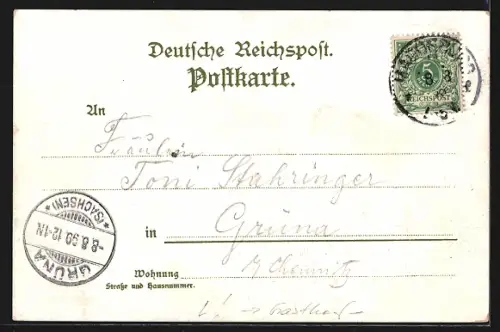 Deutsche Reichspost.
Postkarte.
An
Fräulein
Toni Stahringer
in Grüna
b/ Chemnitz
Wohnung
Straße und Hausnummer.
5
REICHSPOST
GRÜNA
*(SACHSEN)*
-8.8.90.12-1N